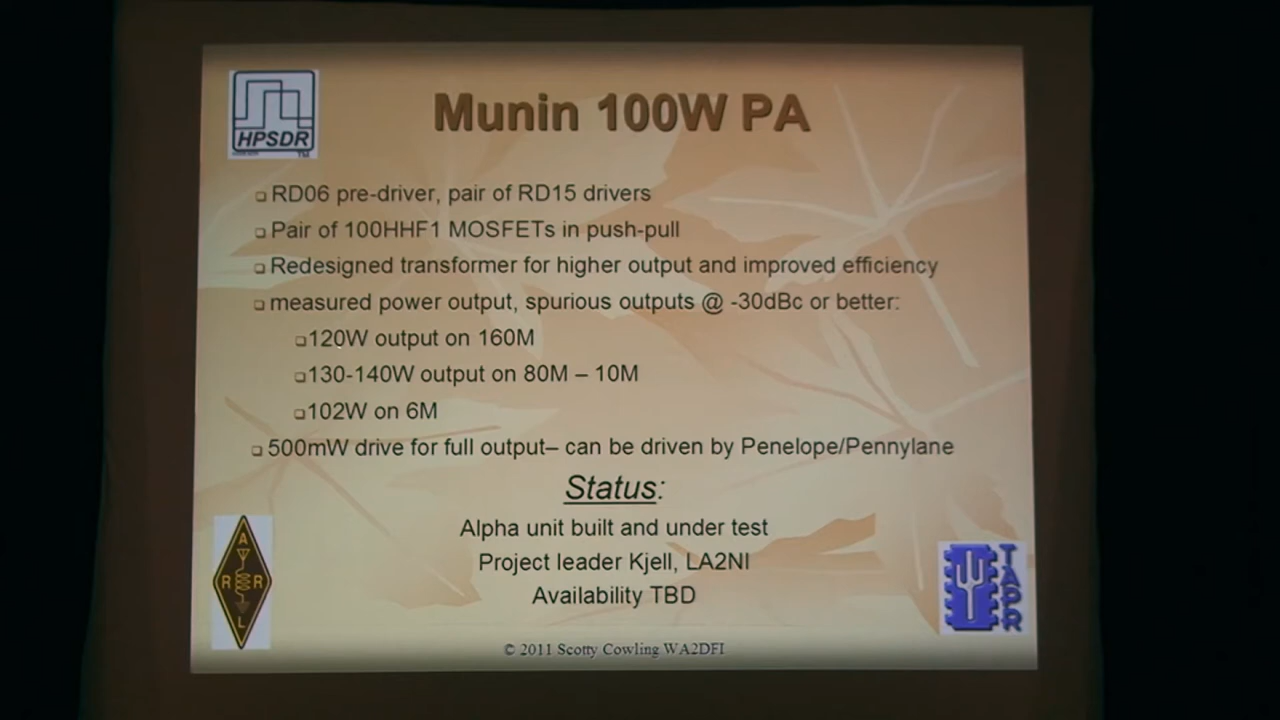 HPSDR
TM
Munin 100W PA
❑ RD06 pre-driver, pair of RD15 drivers
❑ Pair of 100HHF1 MOSFETs in push-pull
❑ Redesigned transformer for higher output and improved efficiency
❑ measured power output, spurious outputs @ -30dBc or better:
❑ 120W output on 160M
❑ 130-140W output on 80M – 10M
❑ 102W on 6M
❑ 500mW drive for full output– can be driven by Penelope/Pennylane
Status:
Alpha unit built and under test
Project leader Kjell, LA2NI
Availability TBD
A
R R
L
TAPR
© 2011 Scotty Cowling WA2DFI